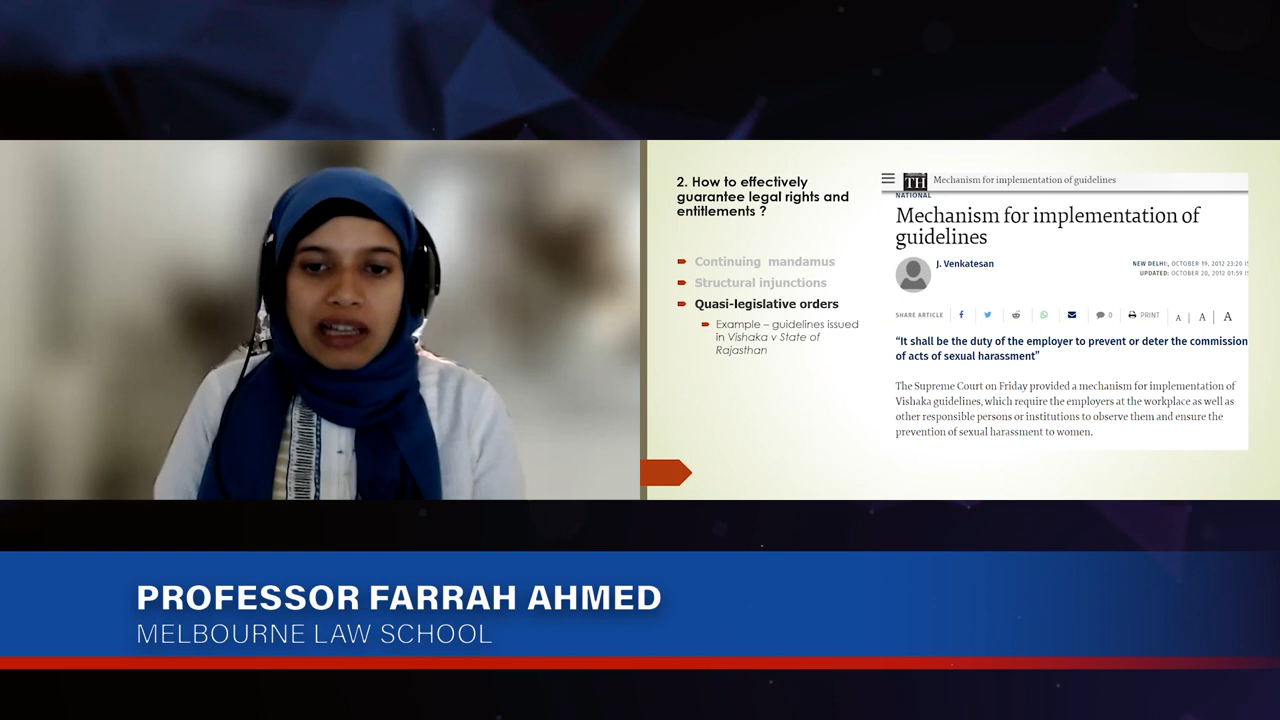 2. How to effectively
guarantee legal rights and
entitlements ?
Continuing mandamus
Structural injunctions
Quasi-legislative orders
Example – guidelines issued
in Vishaka v State of
Rajasthan
TH
Mechanism for implementation of guidelines
NATIONAL
Mechanism for implementation of
guidelines
J. Venkatesan
NEW DELHI:, OCTOBER 19, 2012 23:20 IS
UPDATED: OCTOBER 20, 2012 01:59 IS
SHARE ARTICLE
0
PRINT
A
A
A
“It shall be the duty of the employer to prevent or deter the commission
of acts of sexual harassment”
The Supreme Court on Friday provided a mechanism for implementation of
Vishaka guidelines, which require the employers at the workplace as well as
other responsible persons or institutions to observe them and ensure the
prevention of sexual harassment to women.
PROFESSOR FARRAH AHMED
MELBOURNE LAW SCHOOL